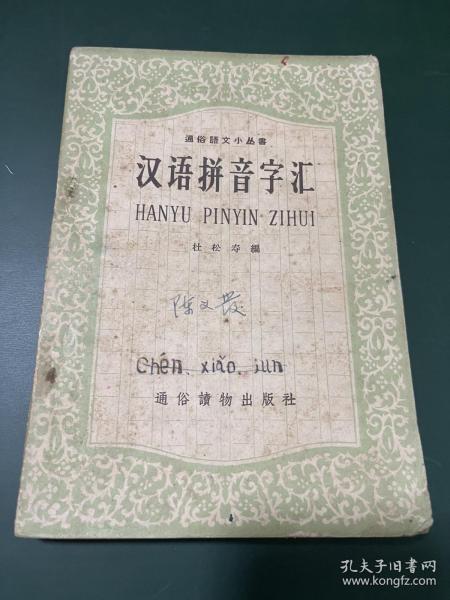 通俗語文小丛書
汉语拼音字汇
HANYU PINYIN ZIHUI
杜松寿編
陈
Chén. xiǎo. jun
通俗讀物出版社
孔夫子旧书网
www.kongfz.com